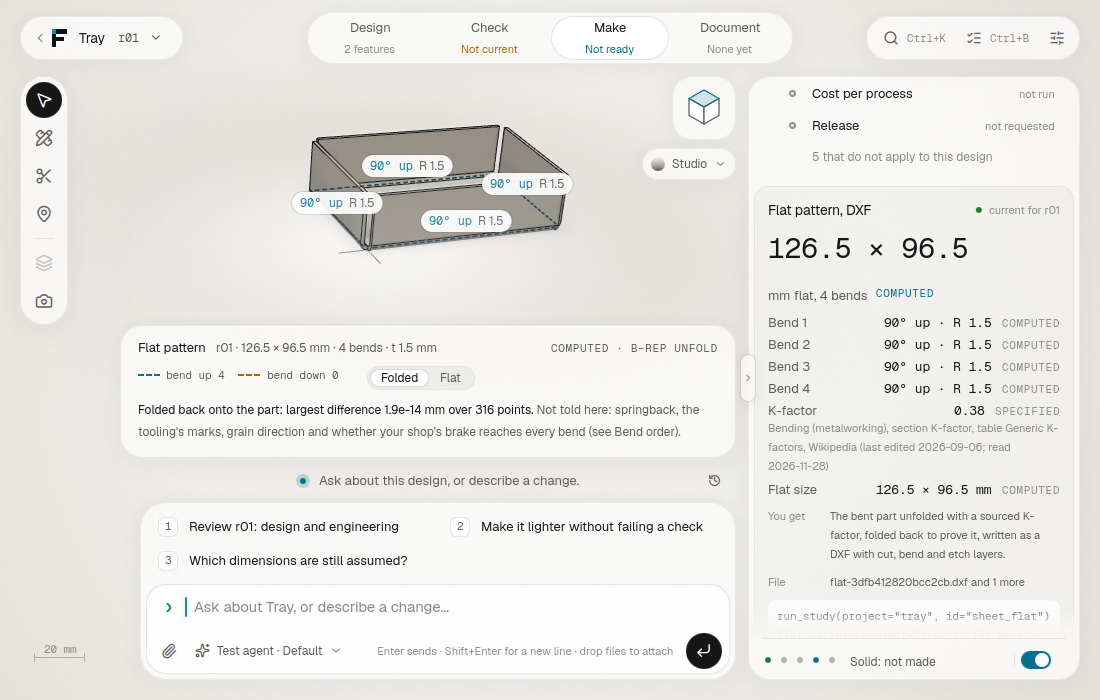 Tray r01
Design
2 features
Check
Not current
Make
Not ready
Document
None yet
Ctrl+K
Ctrl+B
Studio
90° up R 1.5
90° up R 1.5
90° up R 1.5
90° up R 1.5
20 mm
Flat pattern r01 · 126.5 × 96.5 mm · 4 bends · t 1.5 mm COMPUTED · B-REP UNFOLD
bend up 4 bend down 0 Folded Flat
Folded back onto the part: largest difference 1.9e-14 mm over 316 points. Not told here: springback, the
tooling's marks, grain direction and whether your shop's brake reaches every bend (see Bend order).
Ask about this design, or describe a change.
1 Review r01: design and engineering
2 Make it lighter without failing a check
3 Which dimensions are still assumed?
Ask about Tray, or describe a change...
Test agent · Default
Enter sends · Shift+Enter for a new line · drop files to attach
Cost per process not run
Release not requested
5 that do not apply to this design
Flat pattern, DXF current for r01
126.5 × 96.5
mm flat, 4 bends COMPUTED
Bend 1 90° up · R 1.5 COMPUTED
Bend 2 90° up · R 1.5 COMPUTED
Bend 3 90° up · R 1.5 COMPUTED
Bend 4 90° up · R 1.5 COMPUTED
K-factor 0.38 SPECIFIED
Bending (metalworking), section K-factor, table Generic K-
factors, Wikipedia (last edited 2026-09-06; read
2026-11-28)
Flat size 126.5 × 96.5 mm COMPUTED
You get The bent part unfolded with a sourced K-
factor, folded back to prove it, written as a
DXF with cut, bend and etch layers.
File flat-3dfb412820bcc2cb.dxf and 1 more
run_study(project="tray", id="sheet_flat")
Solid: not made